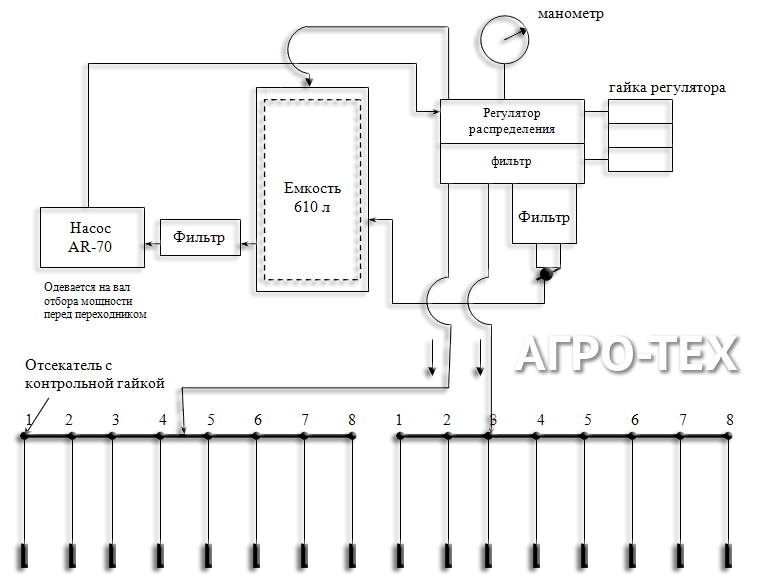 манометр
гайка регулятора
Регулятор
распределения
фильтр
Емкость
610 л
Фильтр
Насос
AR-70
Фильтр
Одевается на вал
отбора мощности
перед переходником
АГРО-ТЕХ
Отсекатель с
контрольной гайкой
1 2 3 4 5 6 7 8 1 2 3 4 5 6 7 8